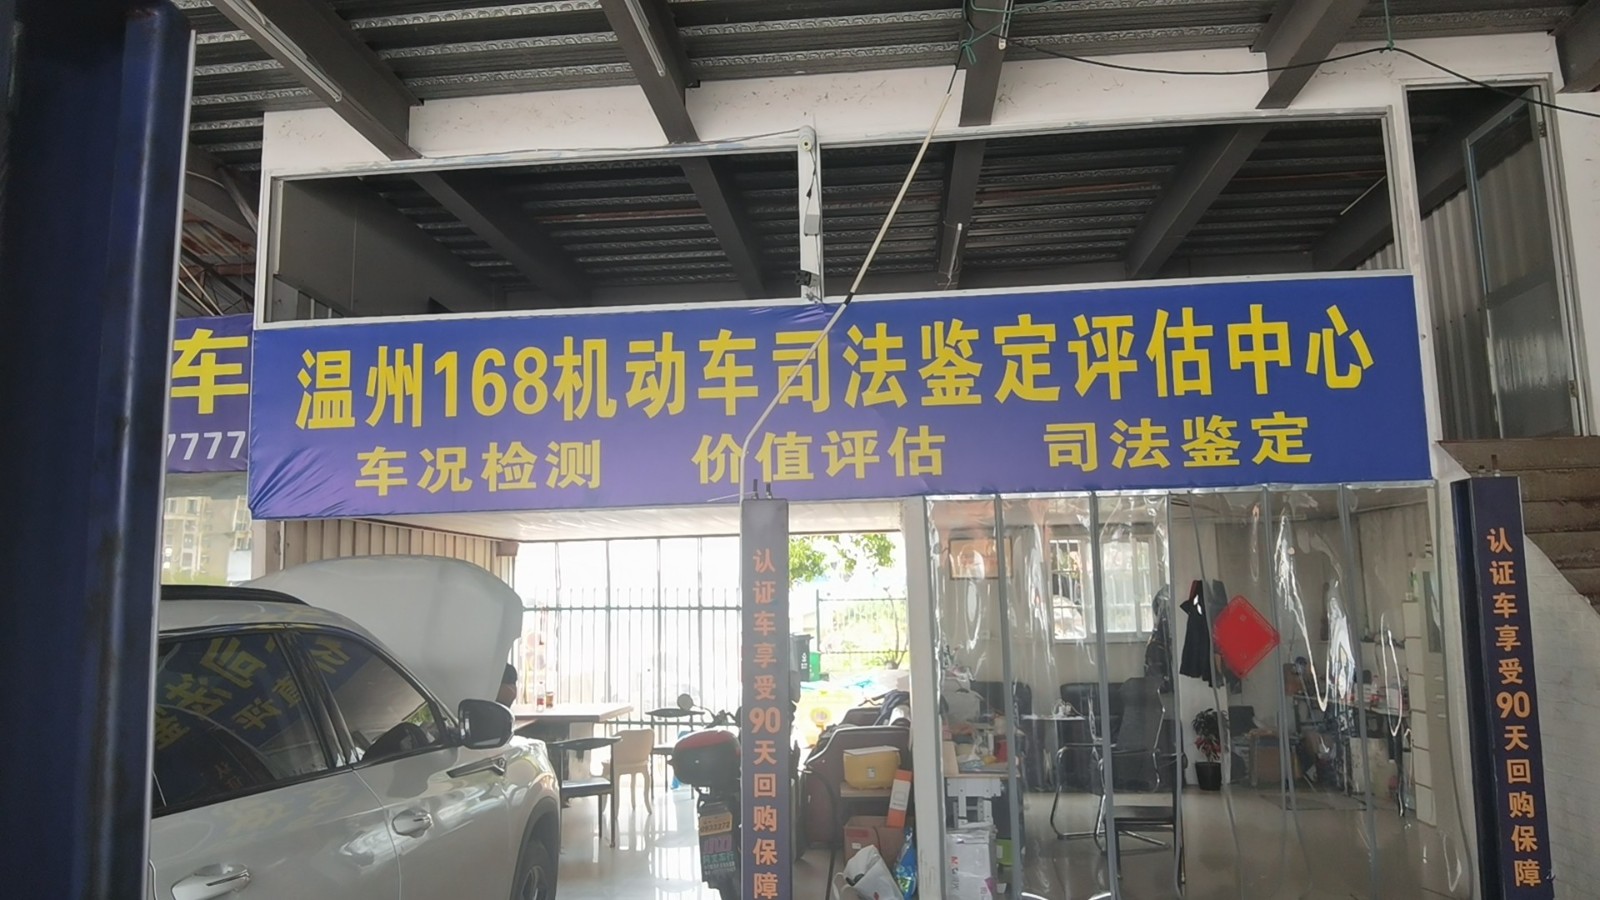 温州168机动车司法鉴定评估中心
车况检测 价值评估 司法鉴定
车
7777
认证车享受90天回购保障
认证车享受90天回购保障